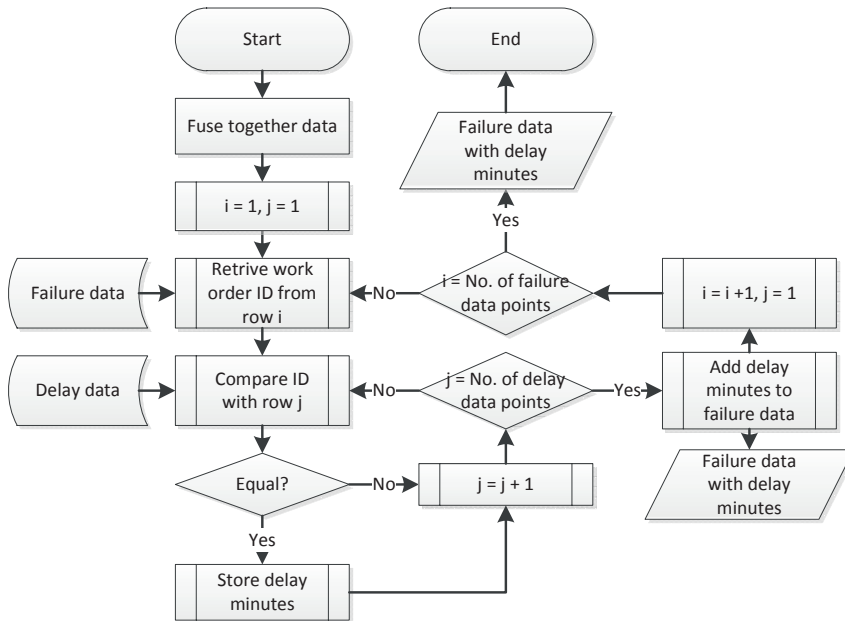 Start
End
Fuse together data
Failure data
with delay
minutes
i = 1, j = 1
Yes
Failure data
Retrive work
order ID from
row i
No
i = No. of failure
data points
i = i +1, j = 1
Delay data
Compare ID
with row j
No
j = No. of delay
data points
Yes
Add delay
minutes to
failure data
Equal?
No
j = j + 1
Failure data
with delay
minutes
Yes
Store delay
minutes